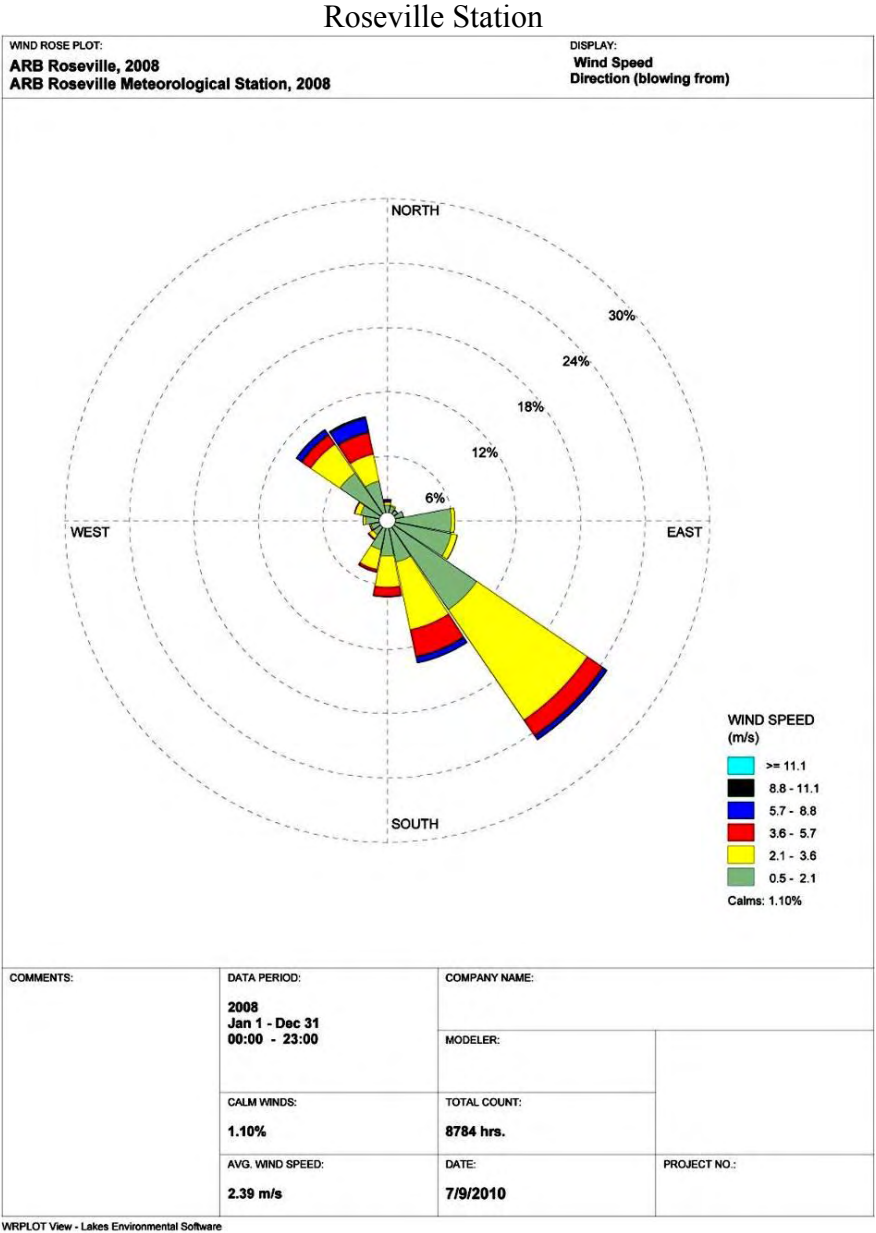 Roseville Station
WIND ROSE PLOT:
ARB Roseville, 2008
ARB Roseville Meteorological Station, 2008
DISPLAY:
Wind Speed
Direction (blowing from)
NORTH
30%
24%
18%
12%
6%
WEST
EAST
SOUTH
WIND SPEED
(m/s)
>= 11.1
8.8 - 11.1
5.7 - 8.8
3.6 - 5.7
2.1 - 3.6
0.5 - 2.1
Calms: 1.10%
COMMENTS:
DATA PERIOD:
2008
Jan 1 - Dec 31
00:00 - 23:00
COMPANY NAME:
MODELER:
CALM WINDS:
1.10%
TOTAL COUNT:
8784 hrs.
AVG. WIND SPEED:
2.39 m/s
DATE:
7/9/2010
PROJECT NO.:
WRPLOT View - Lakes Environmental Software